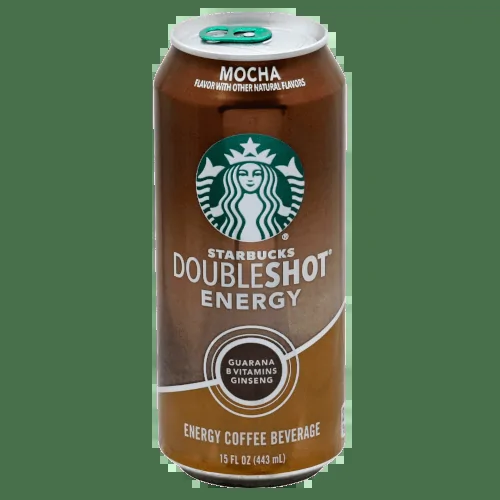 MOCHA
FLAVOR WITH OTHER NATURAL FLAVORS
®
STARBUCKS
DOUBLESHOT®
ENERGY
GUARANA
B VITAMINS
GINSENG
ENERGY COFFEE BEVERAGE
15 FL OZ (443 mL)